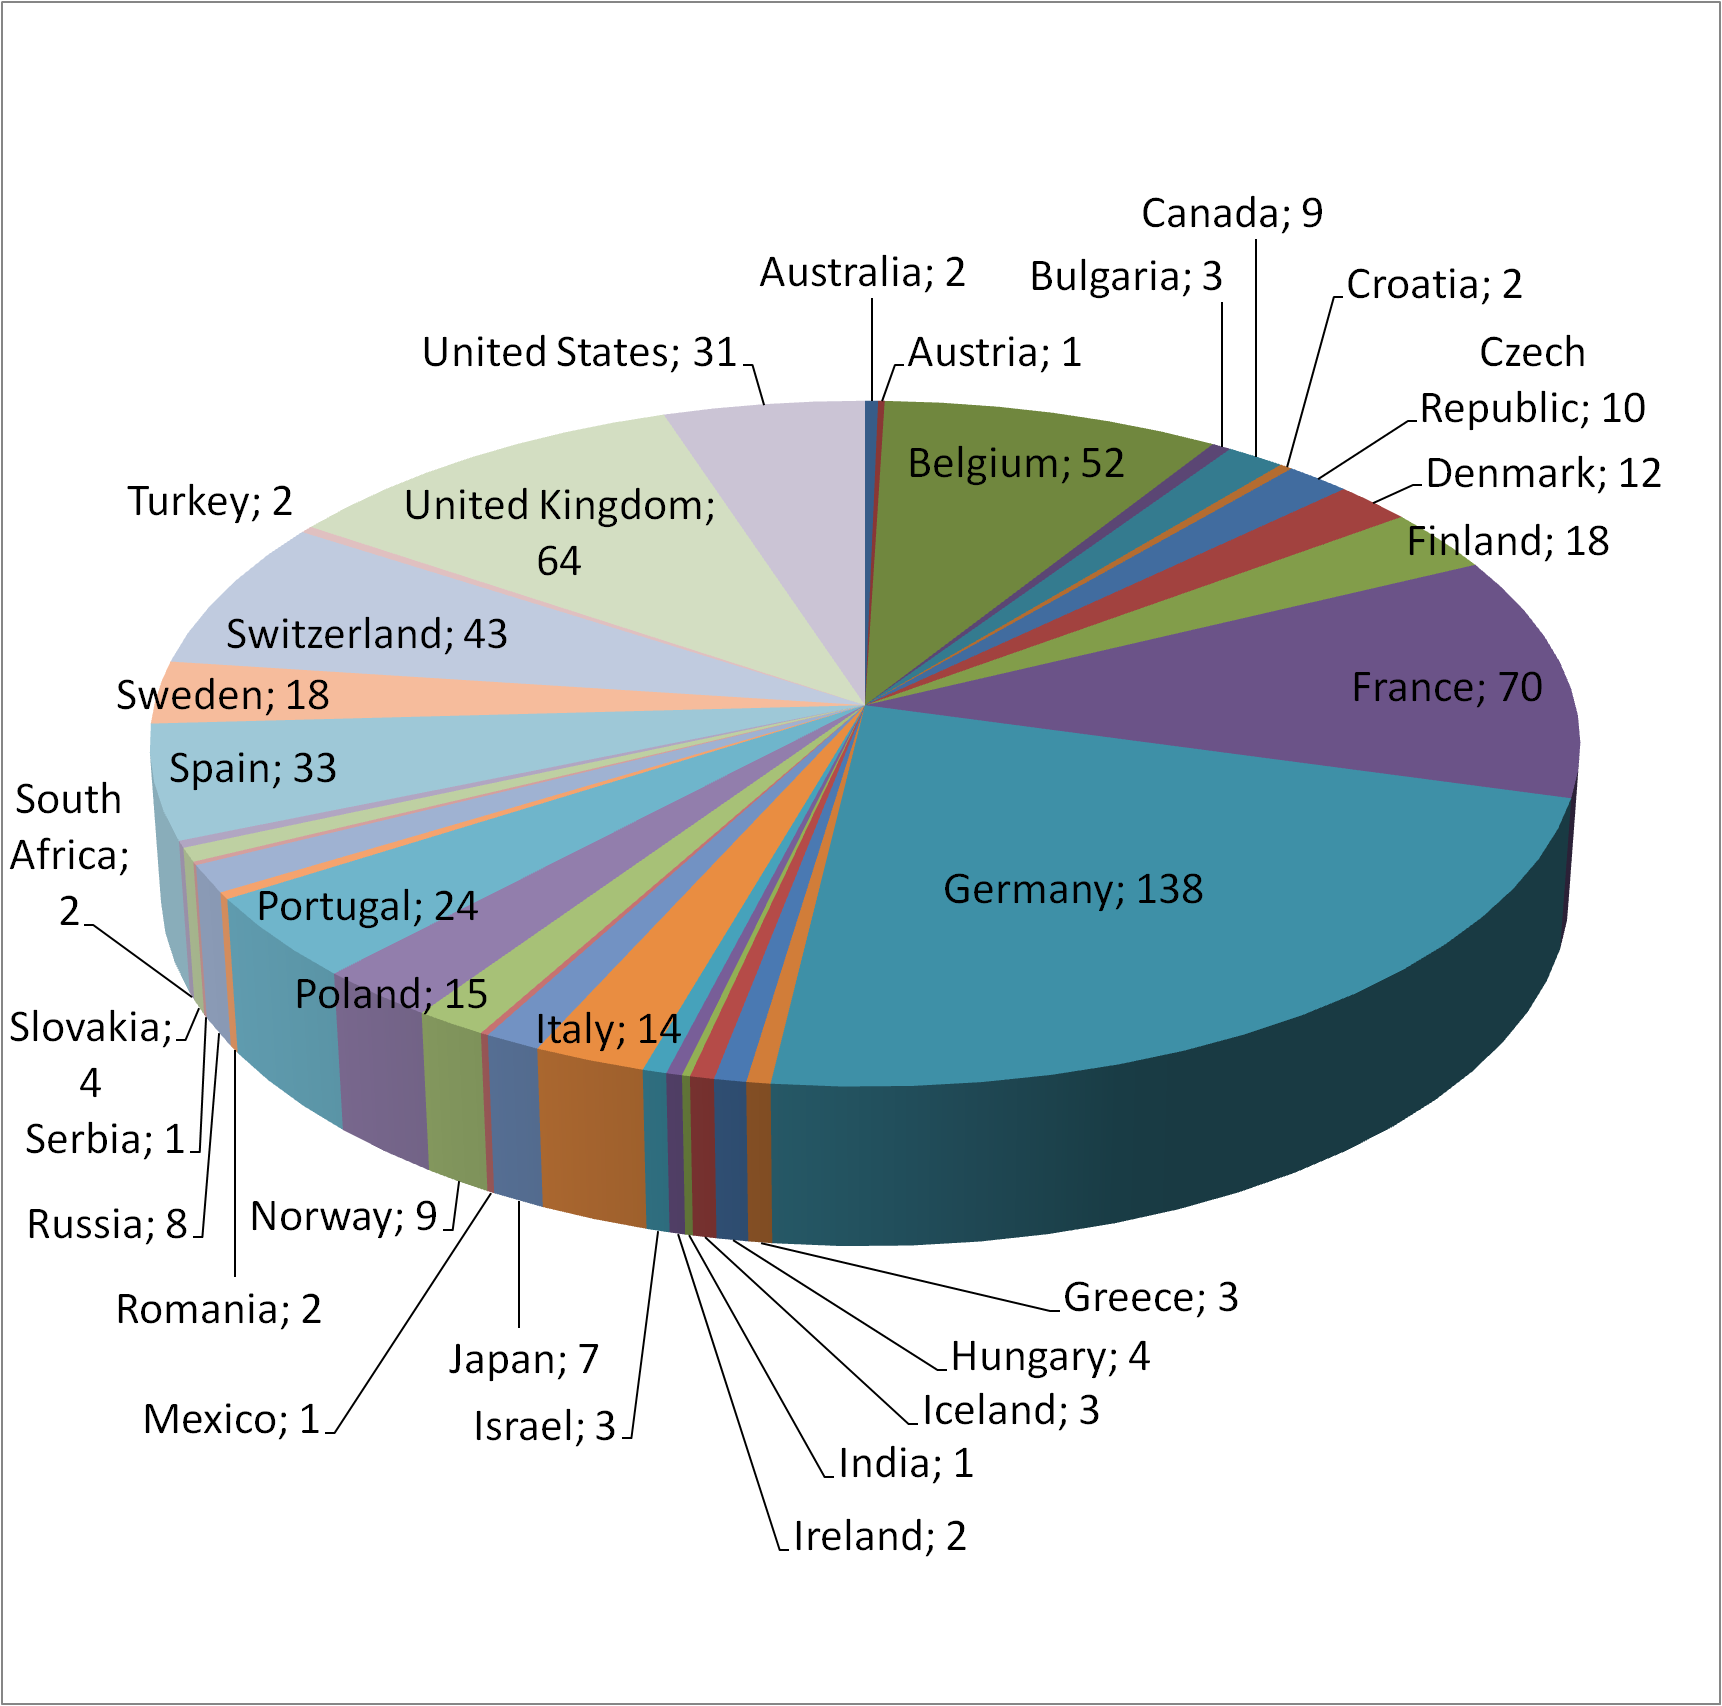 Canada; 9
Australia; 2
Bulgaria; 3
Croatia; 2
United States; 31
Austria; 1
Czech
Republic; 10
Belgium; 52
Denmark; 12
Turkey; 2
United Kingdom;
64
Finland; 18
Switzerland; 43
France; 70
Sweden; 18
Spain; 33
South
Africa;
2
Germany; 138
Portugal; 24
Poland; 15
Slovakia;
4
Italy; 14
Serbia; 1
Russia; 8
Norway; 9
Romania; 2
Greece; 3
Japan; 7
Hungary; 4
Mexico; 1
Israel; 3
Iceland; 3
India; 1
Ireland; 2